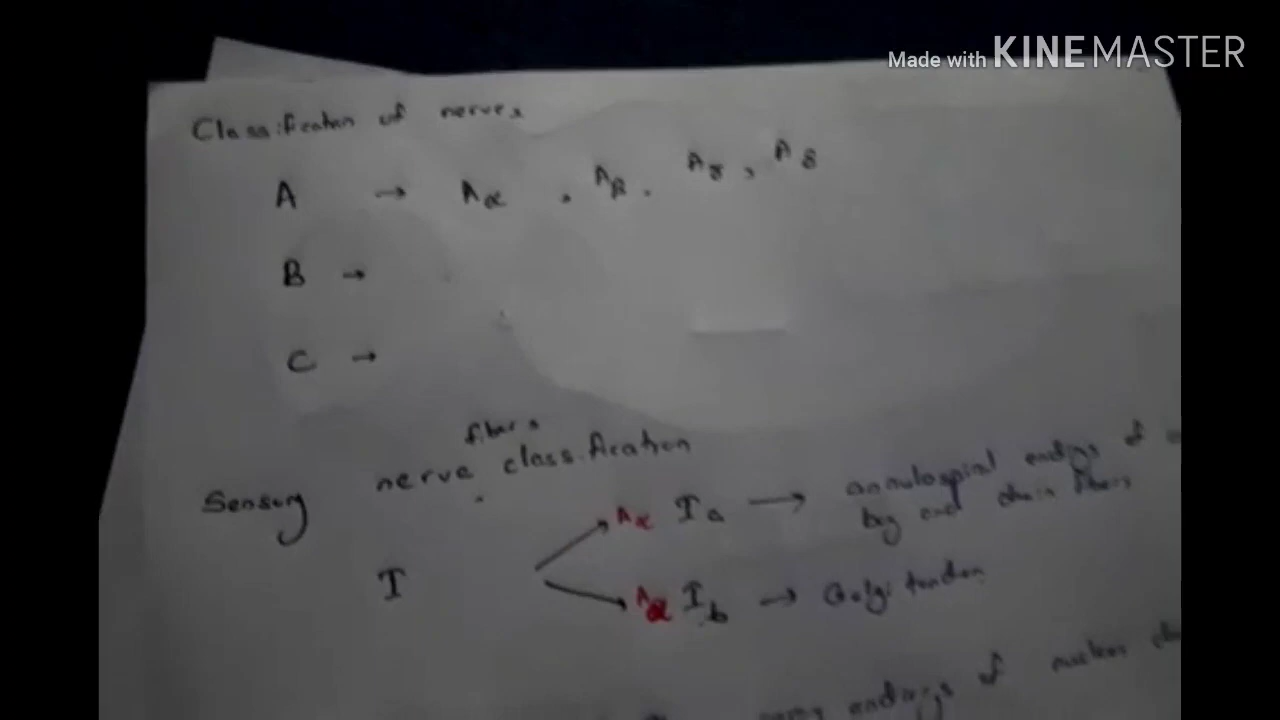 Made with KINEMASTER
Classification of nerves
A → Aα , Aβ , Aγ , Aδ
B →
C →
Sensory nerve fibers classification
I
Aα Ia → annulospiral endings of
bag and chain fibers
Aα Ib → Golgi tendon
endings of nuclear